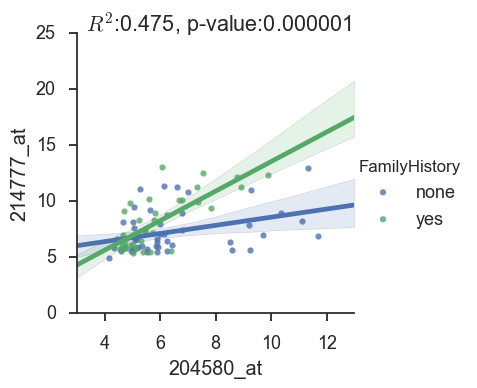 R²:0.475, p-value:0.000001
25
20
15
10
5
0
214777_at
4 6 8 10 12
204580_at
FamilyHistory
none
yes